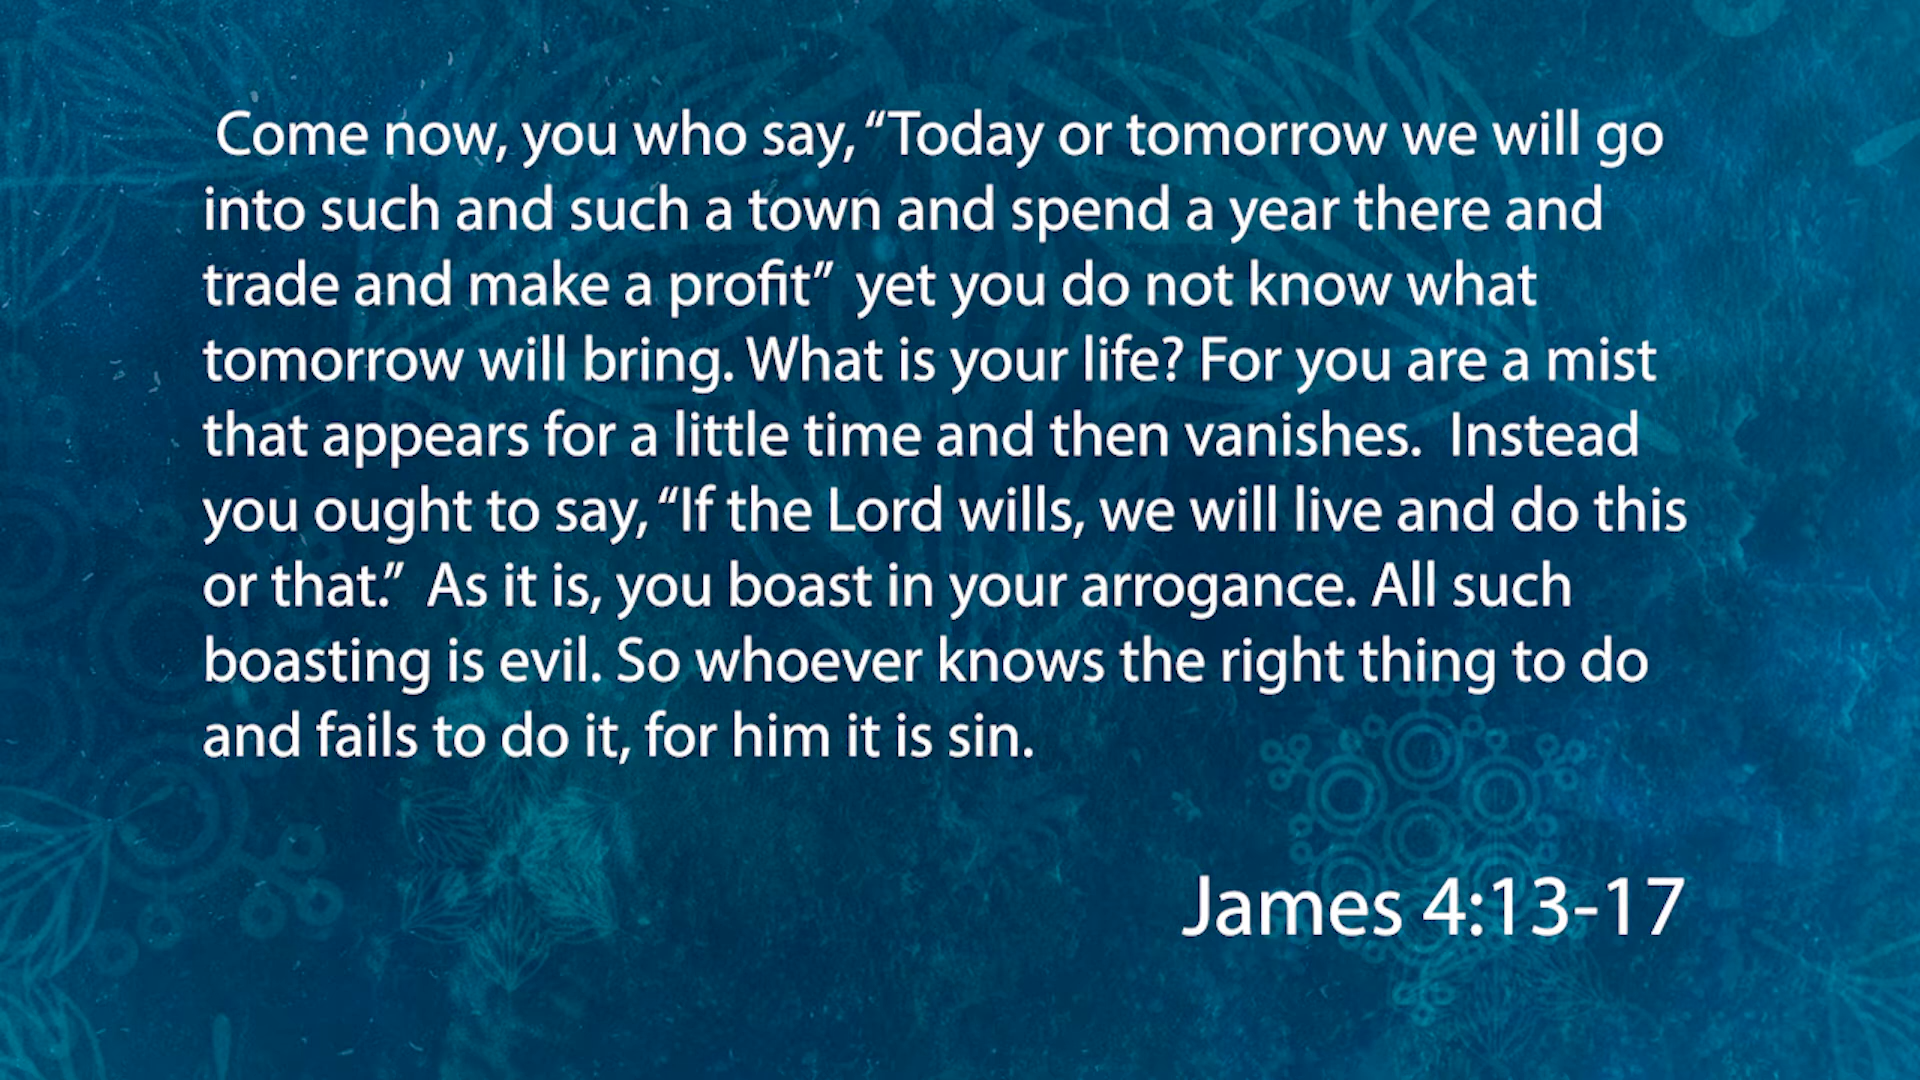 Come now, you who say, “Today or tomorrow we will go
into such and such a town and spend a year there and
trade and make a profit”  yet you do not know what
tomorrow will bring. What is your life? For you are a mist
that appears for a little time and then vanishes.  Instead
you ought to say, “If the Lord wills, we will live and do this
or that.”  As it is, you boast in your arrogance. All such
boasting is evil. So whoever knows the right thing to do
and fails to do it, for him it is sin.
James 4:13-17